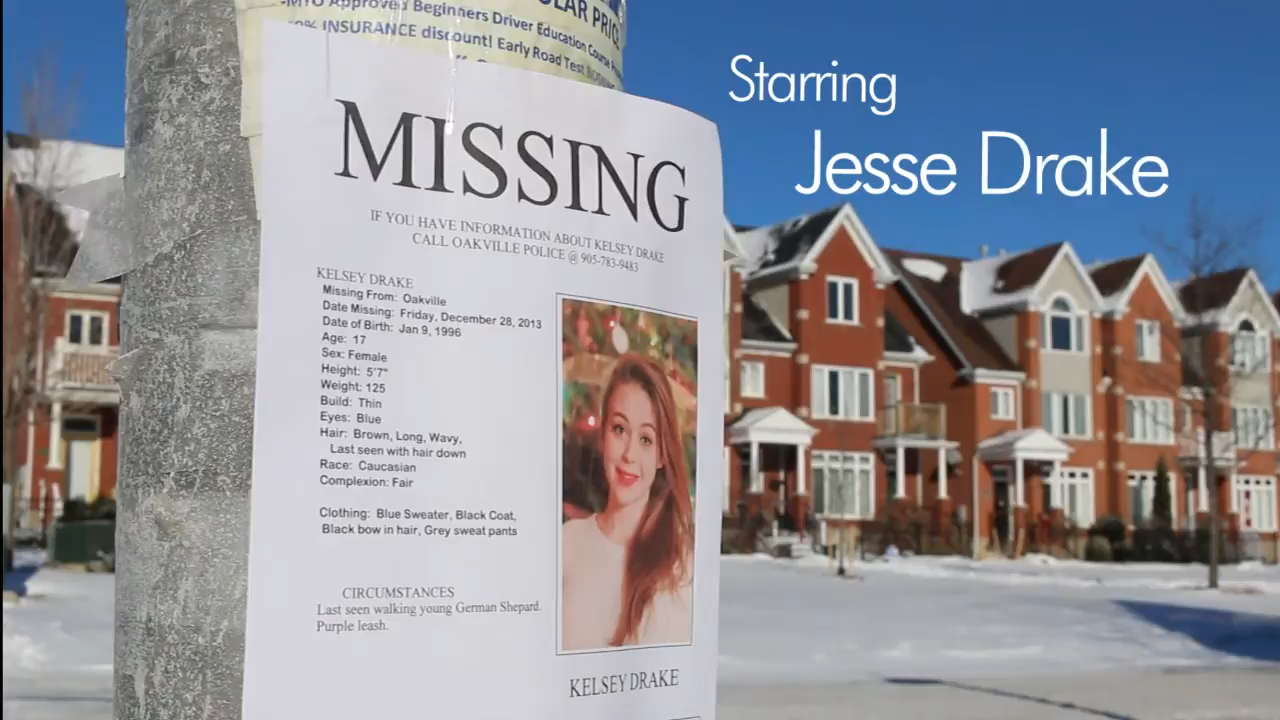 LAR PRIC
MTO Approved Beginners Driver Education Course
0% INSURANCE discount! Early Road Test
MISSING
IF YOU HAVE INFORMATION ABOUT KELSEY DRAKE
CALL OAKVILLE POLICE @ 905-783-9483
KELSEY DRAKE
Missing From: Oakville
Date Missing: Friday, December 28, 2013
Date of Birth: Jan 9, 1996
Age: 17
Sex: Female
Height: 5'7"
Weight: 125
Build: Thin
Eyes: Blue
Hair: Brown, Long, Wavy,
Last seen with hair down
Race: Caucasian
Complexion: Fair
Clothing: Blue Sweater, Black Coat,
Black bow in hair, Grey sweat pants
CIRCUMSTANCES
Last seen walking young German Shepard.
Purple leash.
KELSEY DRAKE
Starring
Jesse Drake